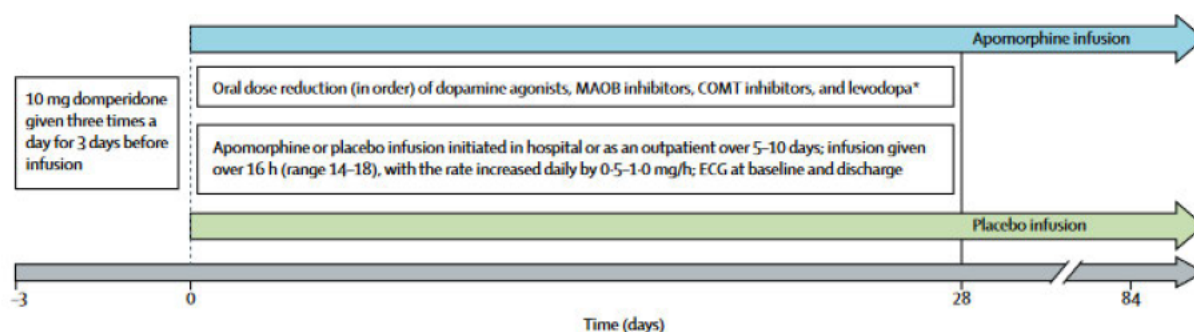 Apomorphine infusion
10 mg domperidone
given three times a
day for 3 days before
infusion
Oral dose reduction (in order) of dopamine agonists, MAOB inhibitors, COMT inhibitors, and levodopa*
Apomorphine or placebo infusion initiated in hospital or as an outpatient over 5–10 days; infusion given
over 16 h (range 14–18), with the rate increased daily by 0·5–1·0 mg/h; ECG at baseline and discharge
Placebo infusion
–3 0 28 84
Time (days)